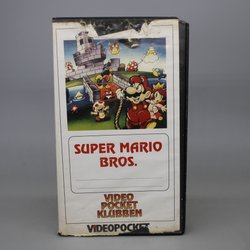 SUPER MARIO
BROS.
VIDEO
POCKET
KLUBBEN
VIDEOPOCKET